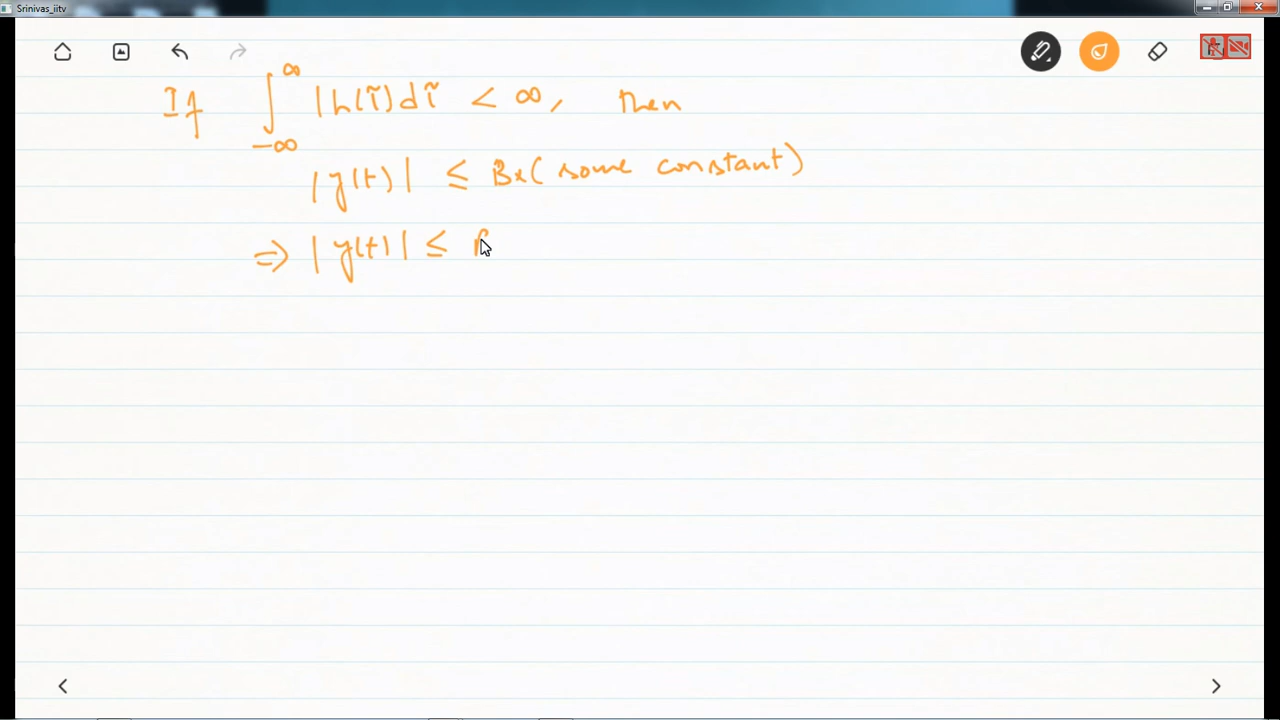 Srinivas_iitv
If ∫_{-∞}^{∞} |h(τ) dτ < ∞, then
|y(t)| ≤ Bx( some constant)
⇒ |y(t)| ≤